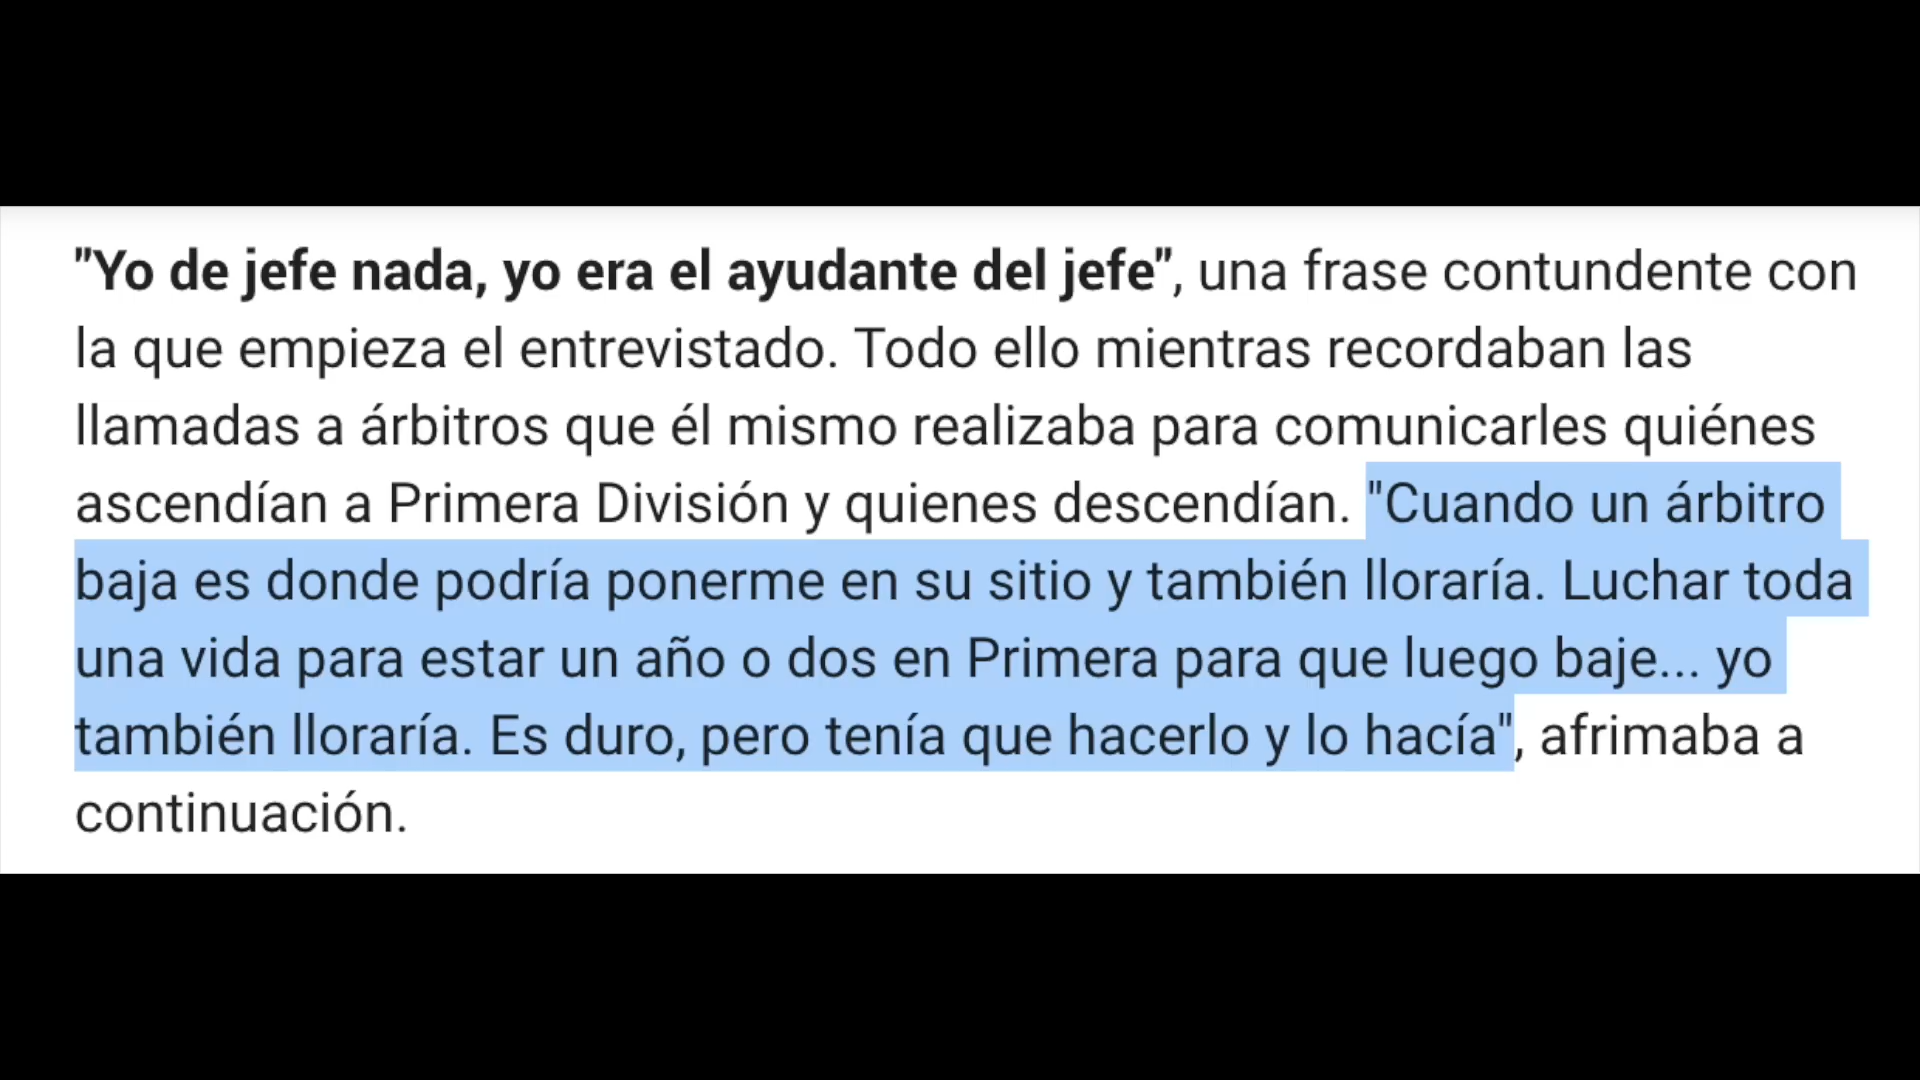 "Yo de jefe nada, yo era el ayudante del jefe", una frase contundente con
la que empieza el entrevistado. Todo ello mientras recordaban las
llamadas a árbitros que él mismo realizaba para comunicarles quiénes
ascendían a Primera División y quienes descendían. "Cuando un árbitro
baja es donde podría ponerme en su sitio y también lloraría. Luchar toda
una vida para estar un año o dos en Primera para que luego baje... yo
también lloraría. Es duro, pero tenía que hacerlo y lo hacía", afrimaba a
continuación.